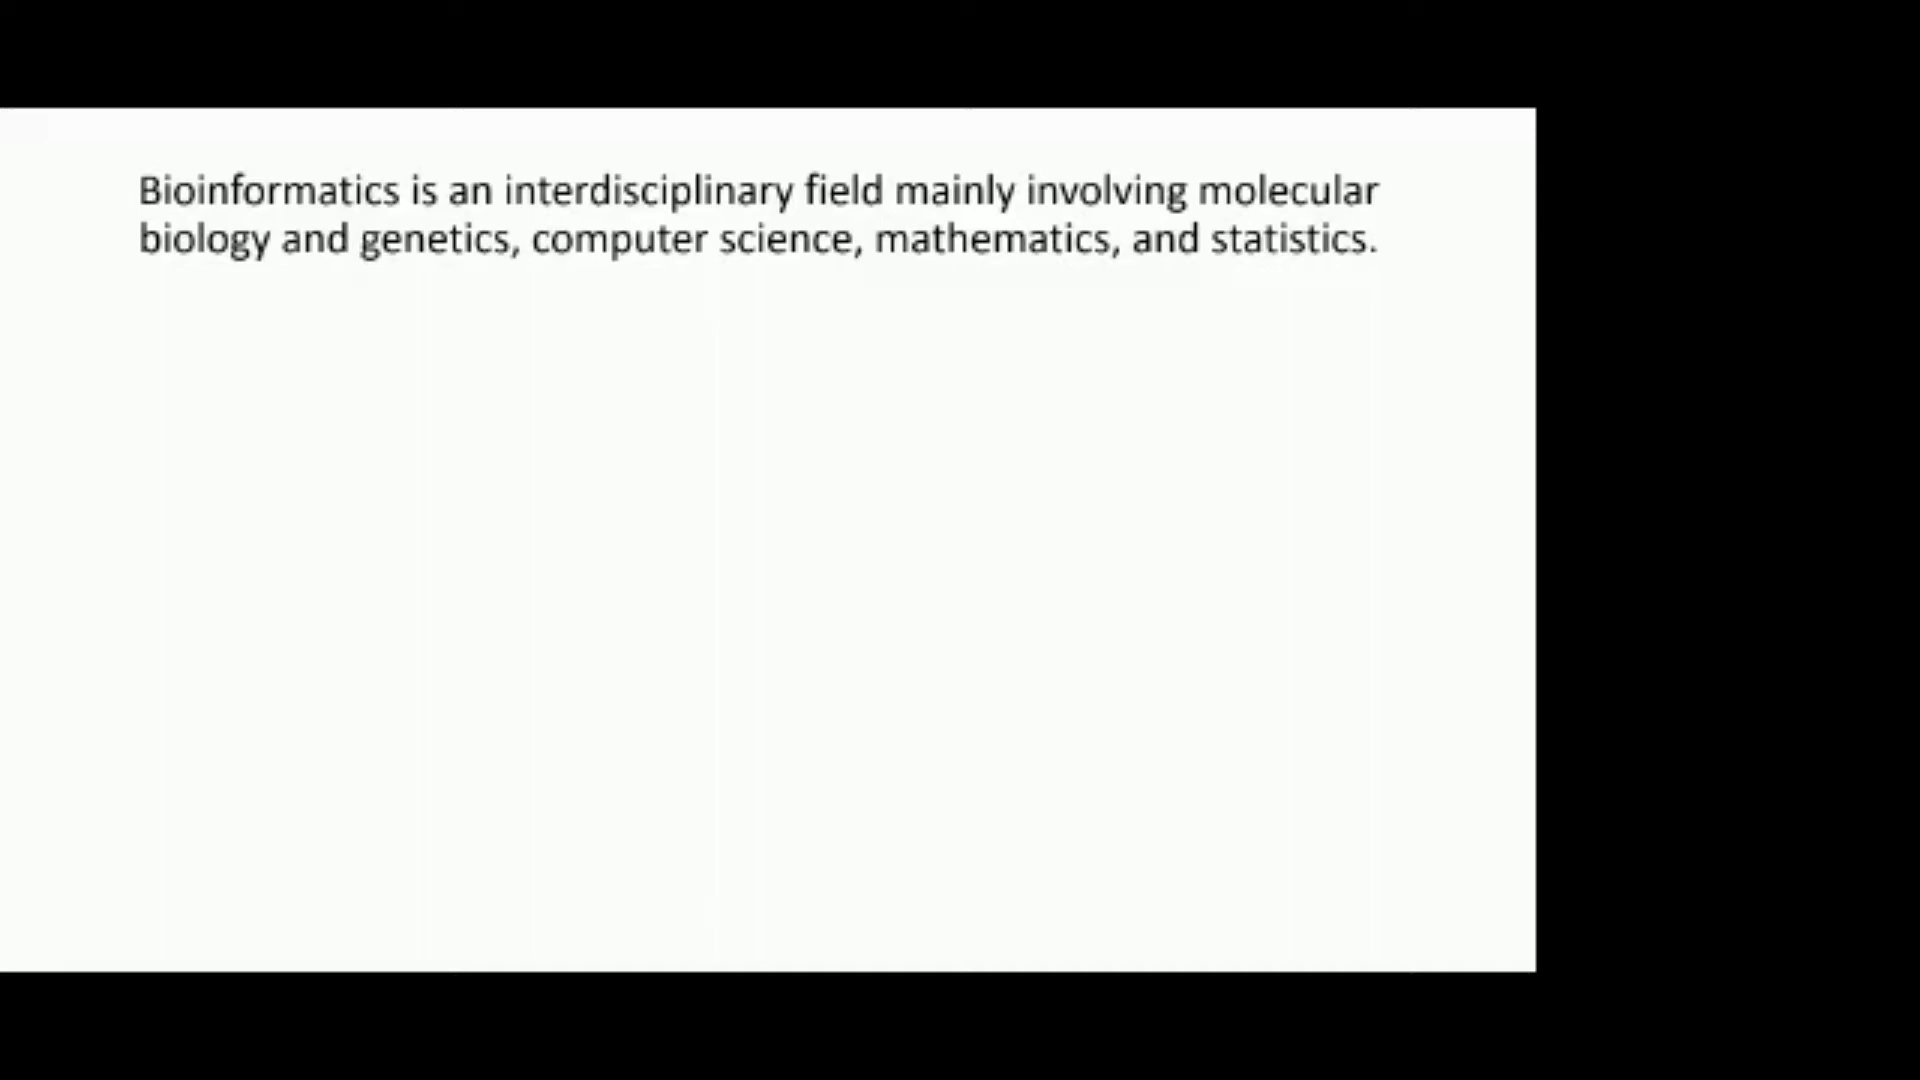 Bioinformatics is an interdisciplinary field mainly involving molecular
biology and genetics, computer science, mathematics, and statistics.